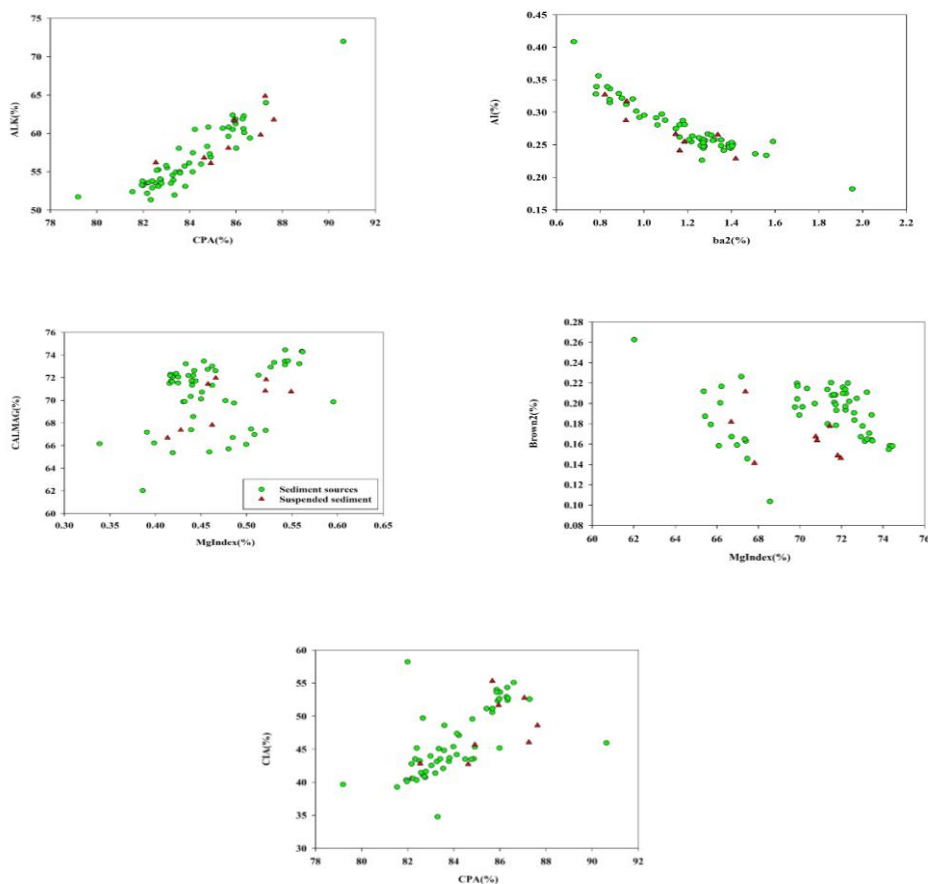 75
70
65
60
55
50
ALK(%)
78 80 82 84 86 88 90 92
CPA(%)
0.45
0.40
0.35
0.30
0.25
0.20
0.15
AI(%)
0.6 0.8 1.0 1.2 1.4 1.6 1.8 2.0 2.2
ba2(%)
76
74
72
70
68
66
64
62
60
CALMAG(%)
Sediment sources
Suspended sediment
0.30 0.35 0.40 0.45 0.50 0.55 0.60 0.65
MgIndex(%)
0.28
0.26
0.24
0.22
0.20
0.18
0.16
0.14
0.12
0.10
0.08
Brown2(%)
60 62 64 66 68 70 72 74 76
MgIndex(%)
60
55
50
45
40
35
30
CIA(%)
78 80 82 84 86 88 90 92
CPA(%)